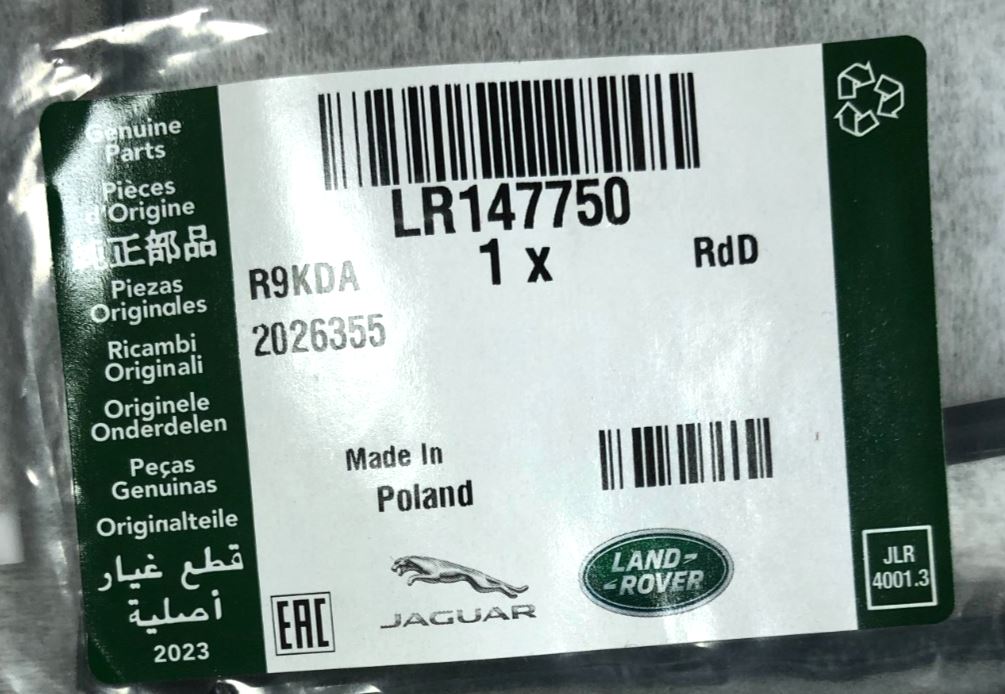 Genuine
Parts
Pièces
d'Origine
純正部品
Piezas
Originales
Ricambi
Originali
Originele
Onderdelen
Peças
Genuinas
Originalteile
قطع غيار
أصلية
2023
LR147750
1 x
RdD
R9KDA
2026355
Made In
Poland
EAC
JAGUAR
LAND-
-ROVER
JLR
4001.3